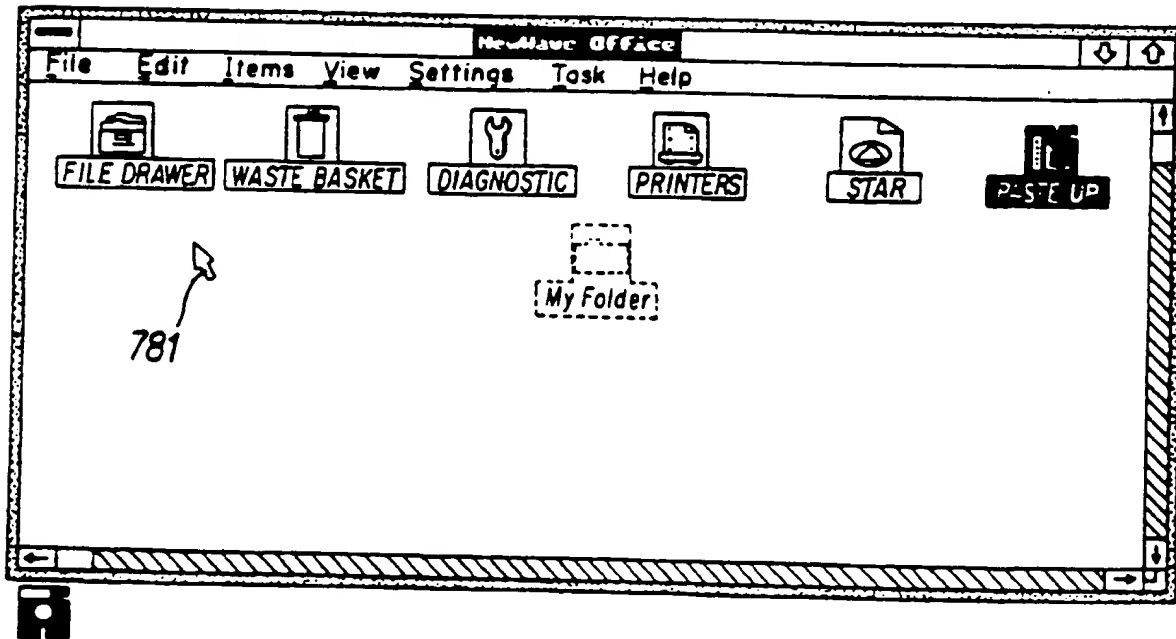 NewWave Office
File Edit Items View Settings Task Help
FILE DRAWER WASTE BASKET DIAGNOSTIC PRINTERS STAR PASTE UP
My Folder
781